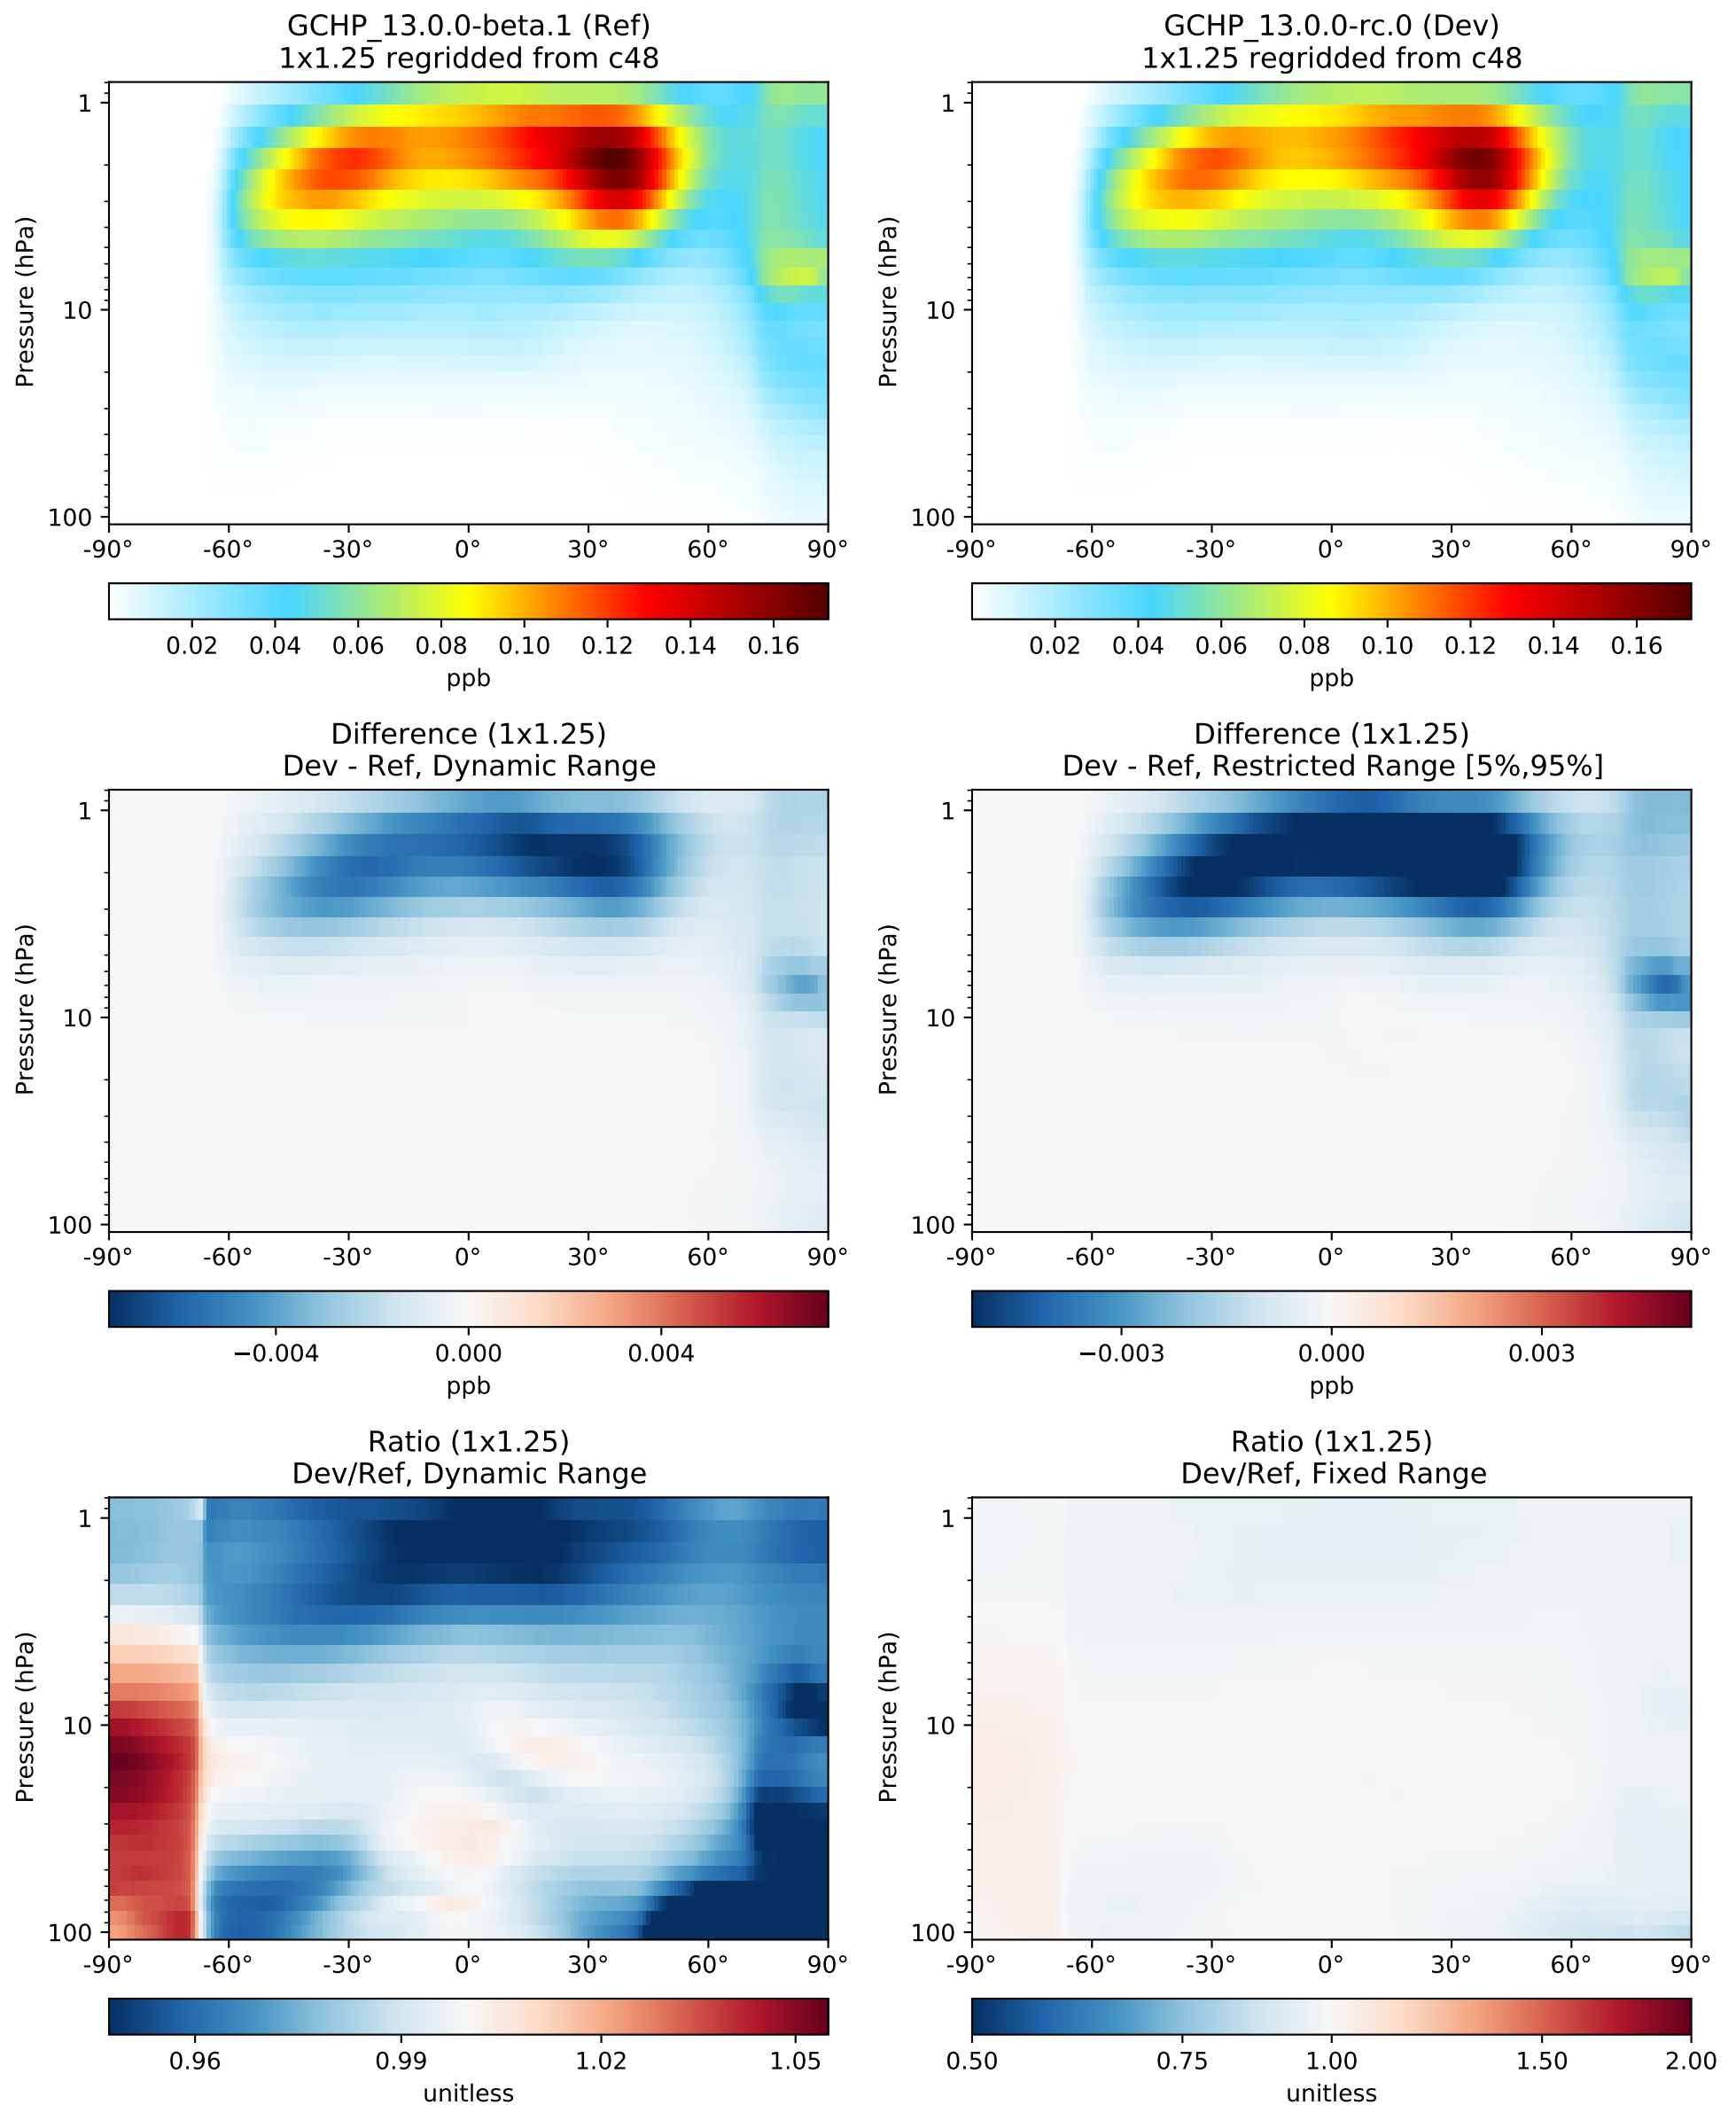 GCHP_13.0.0-beta.1 (Ref)
1x1.25 regridded from c48
Pressure (hPa)
1
10
100
-90° -60° -30° 0° 30° 60° 90°
0.02 0.04 0.06 0.08 0.10 0.12 0.14 0.16
ppb
GCHP_13.0.0-rc.0 (Dev)
1x1.25 regridded from c48
Pressure (hPa)
1
10
100
-90° -60° -30° 0° 30° 60° 90°
0.02 0.04 0.06 0.08 0.10 0.12 0.14 0.16
ppb
Difference (1x1.25)
Dev - Ref, Dynamic Range
Pressure (hPa)
1
10
100
-90° -60° -30° 0° 30° 60° 90°
−0.004 0.000 0.004
ppb
Difference (1x1.25)
Dev - Ref, Restricted Range [5%,95%]
Pressure (hPa)
1
10
100
-90° -60° -30° 0° 30° 60° 90°
−0.003 0.000 0.003
ppb
Ratio (1x1.25)
Dev/Ref, Dynamic Range
Pressure (hPa)
1
10
100
-90° -60° -30° 0° 30° 60° 90°
0.96 0.99 1.02 1.05
unitless
Ratio (1x1.25)
Dev/Ref, Fixed Range
Pressure (hPa)
1
10
100
-90° -60° -30° 0° 30° 60° 90°
0.50 0.75 1.00 1.50 2.00
unitless